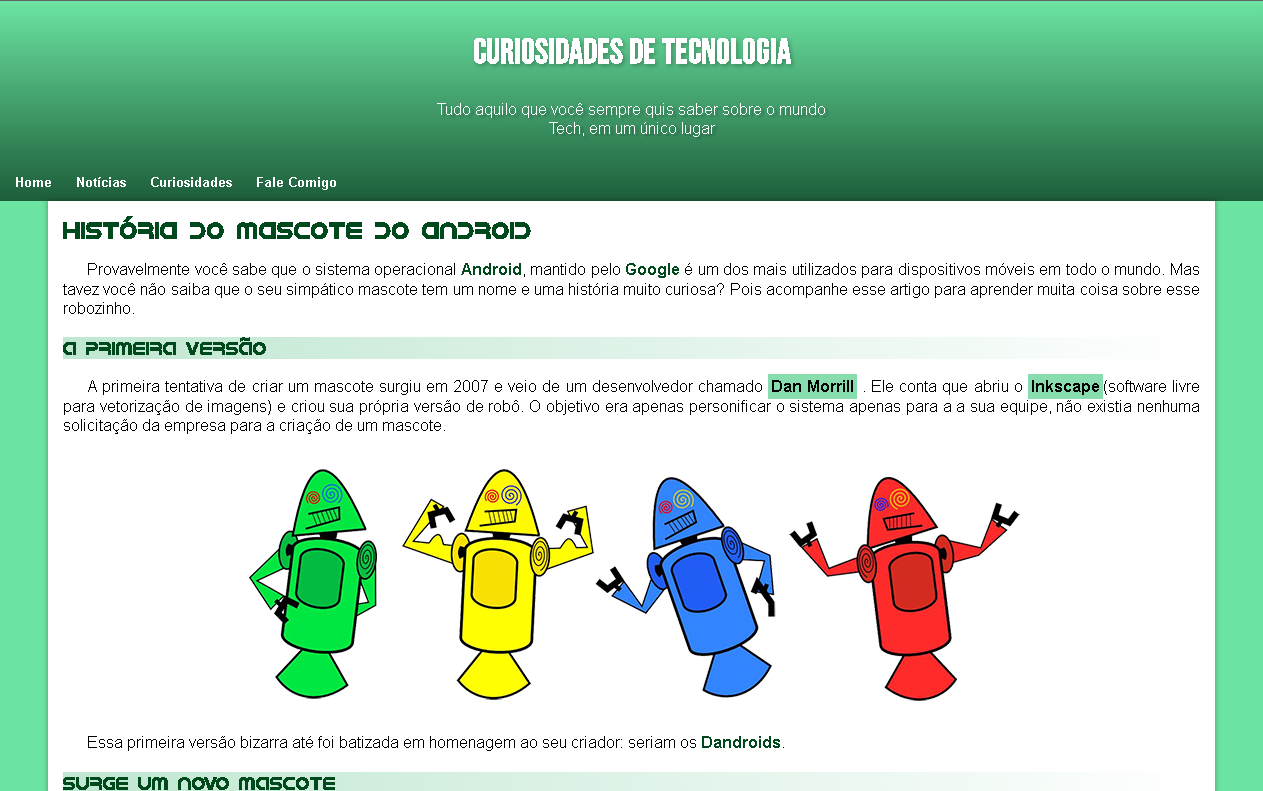 CURIOSIDADES DE TECNOLOGIA
Tudo aquilo que você sempre quis saber sobre o mundo
Tech, em um único lugar
Home Notícias Curiosidades Fale Comigo
HISTÓRIA DO MASCOTE DO ANDROID
Provavelmente você sabe que o sistema operacional Android, mantido pelo Google é um dos mais utilizados para dispositivos móveis em todo o mundo. Mas
tavez você não saiba que o seu simpático mascote tem um nome e uma história muito curiosa? Pois acompanhe esse artigo para aprender muita coisa sobre esse
robozinho.
A PRIMEIRA VERSÃO
A primeira tentativa de criar um mascote surgiu em 2007 e veio de um desenvolvedor chamado Dan Morrill . Ele conta que abriu o Inkscape(software livre
para vetorização de imagens) e criou sua própria versão de robô. O objetivo era apenas personificar o sistema apenas para a a sua equipe, não existia nenhuma
solicitação da empresa para a criação de um mascote.
Essa primeira versão bizarra até foi batizada em homenagem ao seu criador: seriam os Dandroids.
SURGE UM NOVO MASCOTE